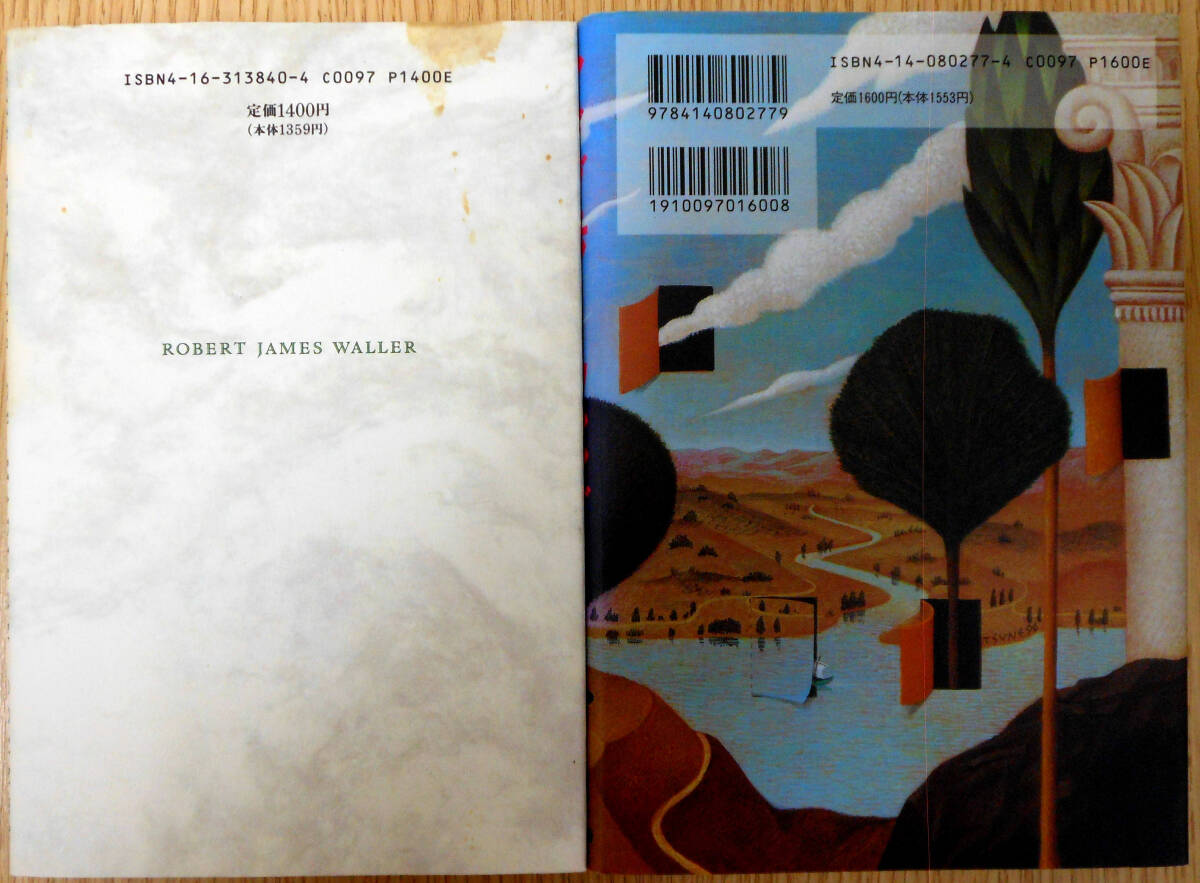 ISBN4-16-313840-4 C0097 P1400E
定価1400円
(本体1359円)
ROBERT JAMES WALLER
ISBN4-14-080277-4 C0097 P1600E
定価1600円(本体1553円)
9784140802779
1910097016008
TSUNE 96